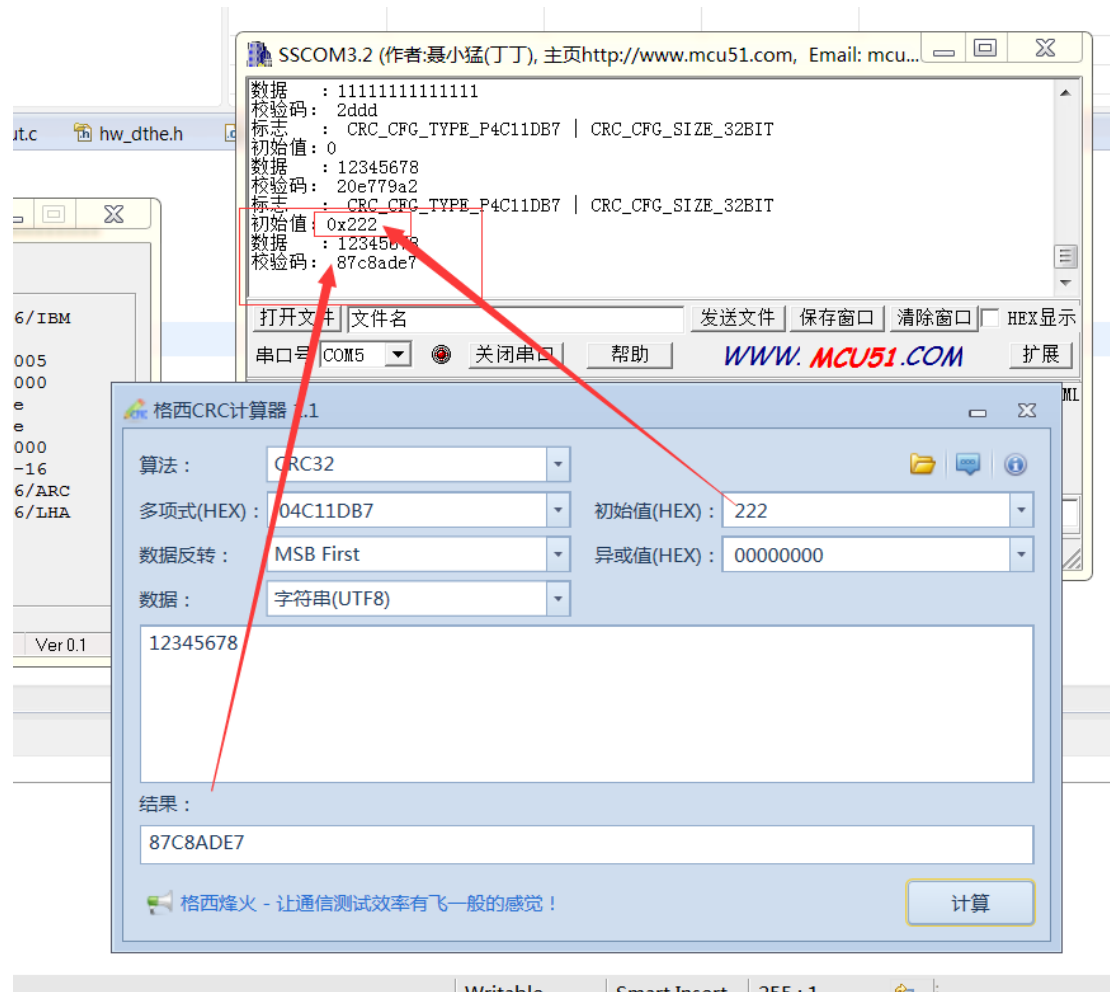 SSCOM3.2 (作者:聂小猛(丁丁), 主页http://www.mcu51.com, Email: mcu...
数据 : 11111111111111
校验码: 2ddd
标志 : CRC_CFG_TYPE_P4C11DB7 | CRC_CFG_SIZE_32BIT
初始值: 0
数据 : 12345678
校验码: 20e779a2
标志 : CRC_CFG_TYPE_P4C11DB7 | CRC_CFG_SIZE_32BIT
初始值: 0x222
数据 : 12345678
校验码: 87c8ade7
ut.c hw_dthe.h
打开文件 文件名 发送文件 保存窗口 清除窗口 HEX显示
串口号 COM5 关闭串口 帮助 WWW. MCU51.COM 扩展
6/IBM
005
000
e
e
000
-16
6/ARC
6/LHA
Ver 0.1
格西CRC计算器 1.1
算法: CRC32
多项式(HEX): 04C11DB7 初始值(HEX): 222
数据反转: MSB First 异或值(HEX): 00000000
数据: 字符串(UTF8)
12345678
结果:
87C8ADE7
格西烽火 - 让通信测试效率有飞一般的感觉!
计算
Writable Smart Insert 255 : 1